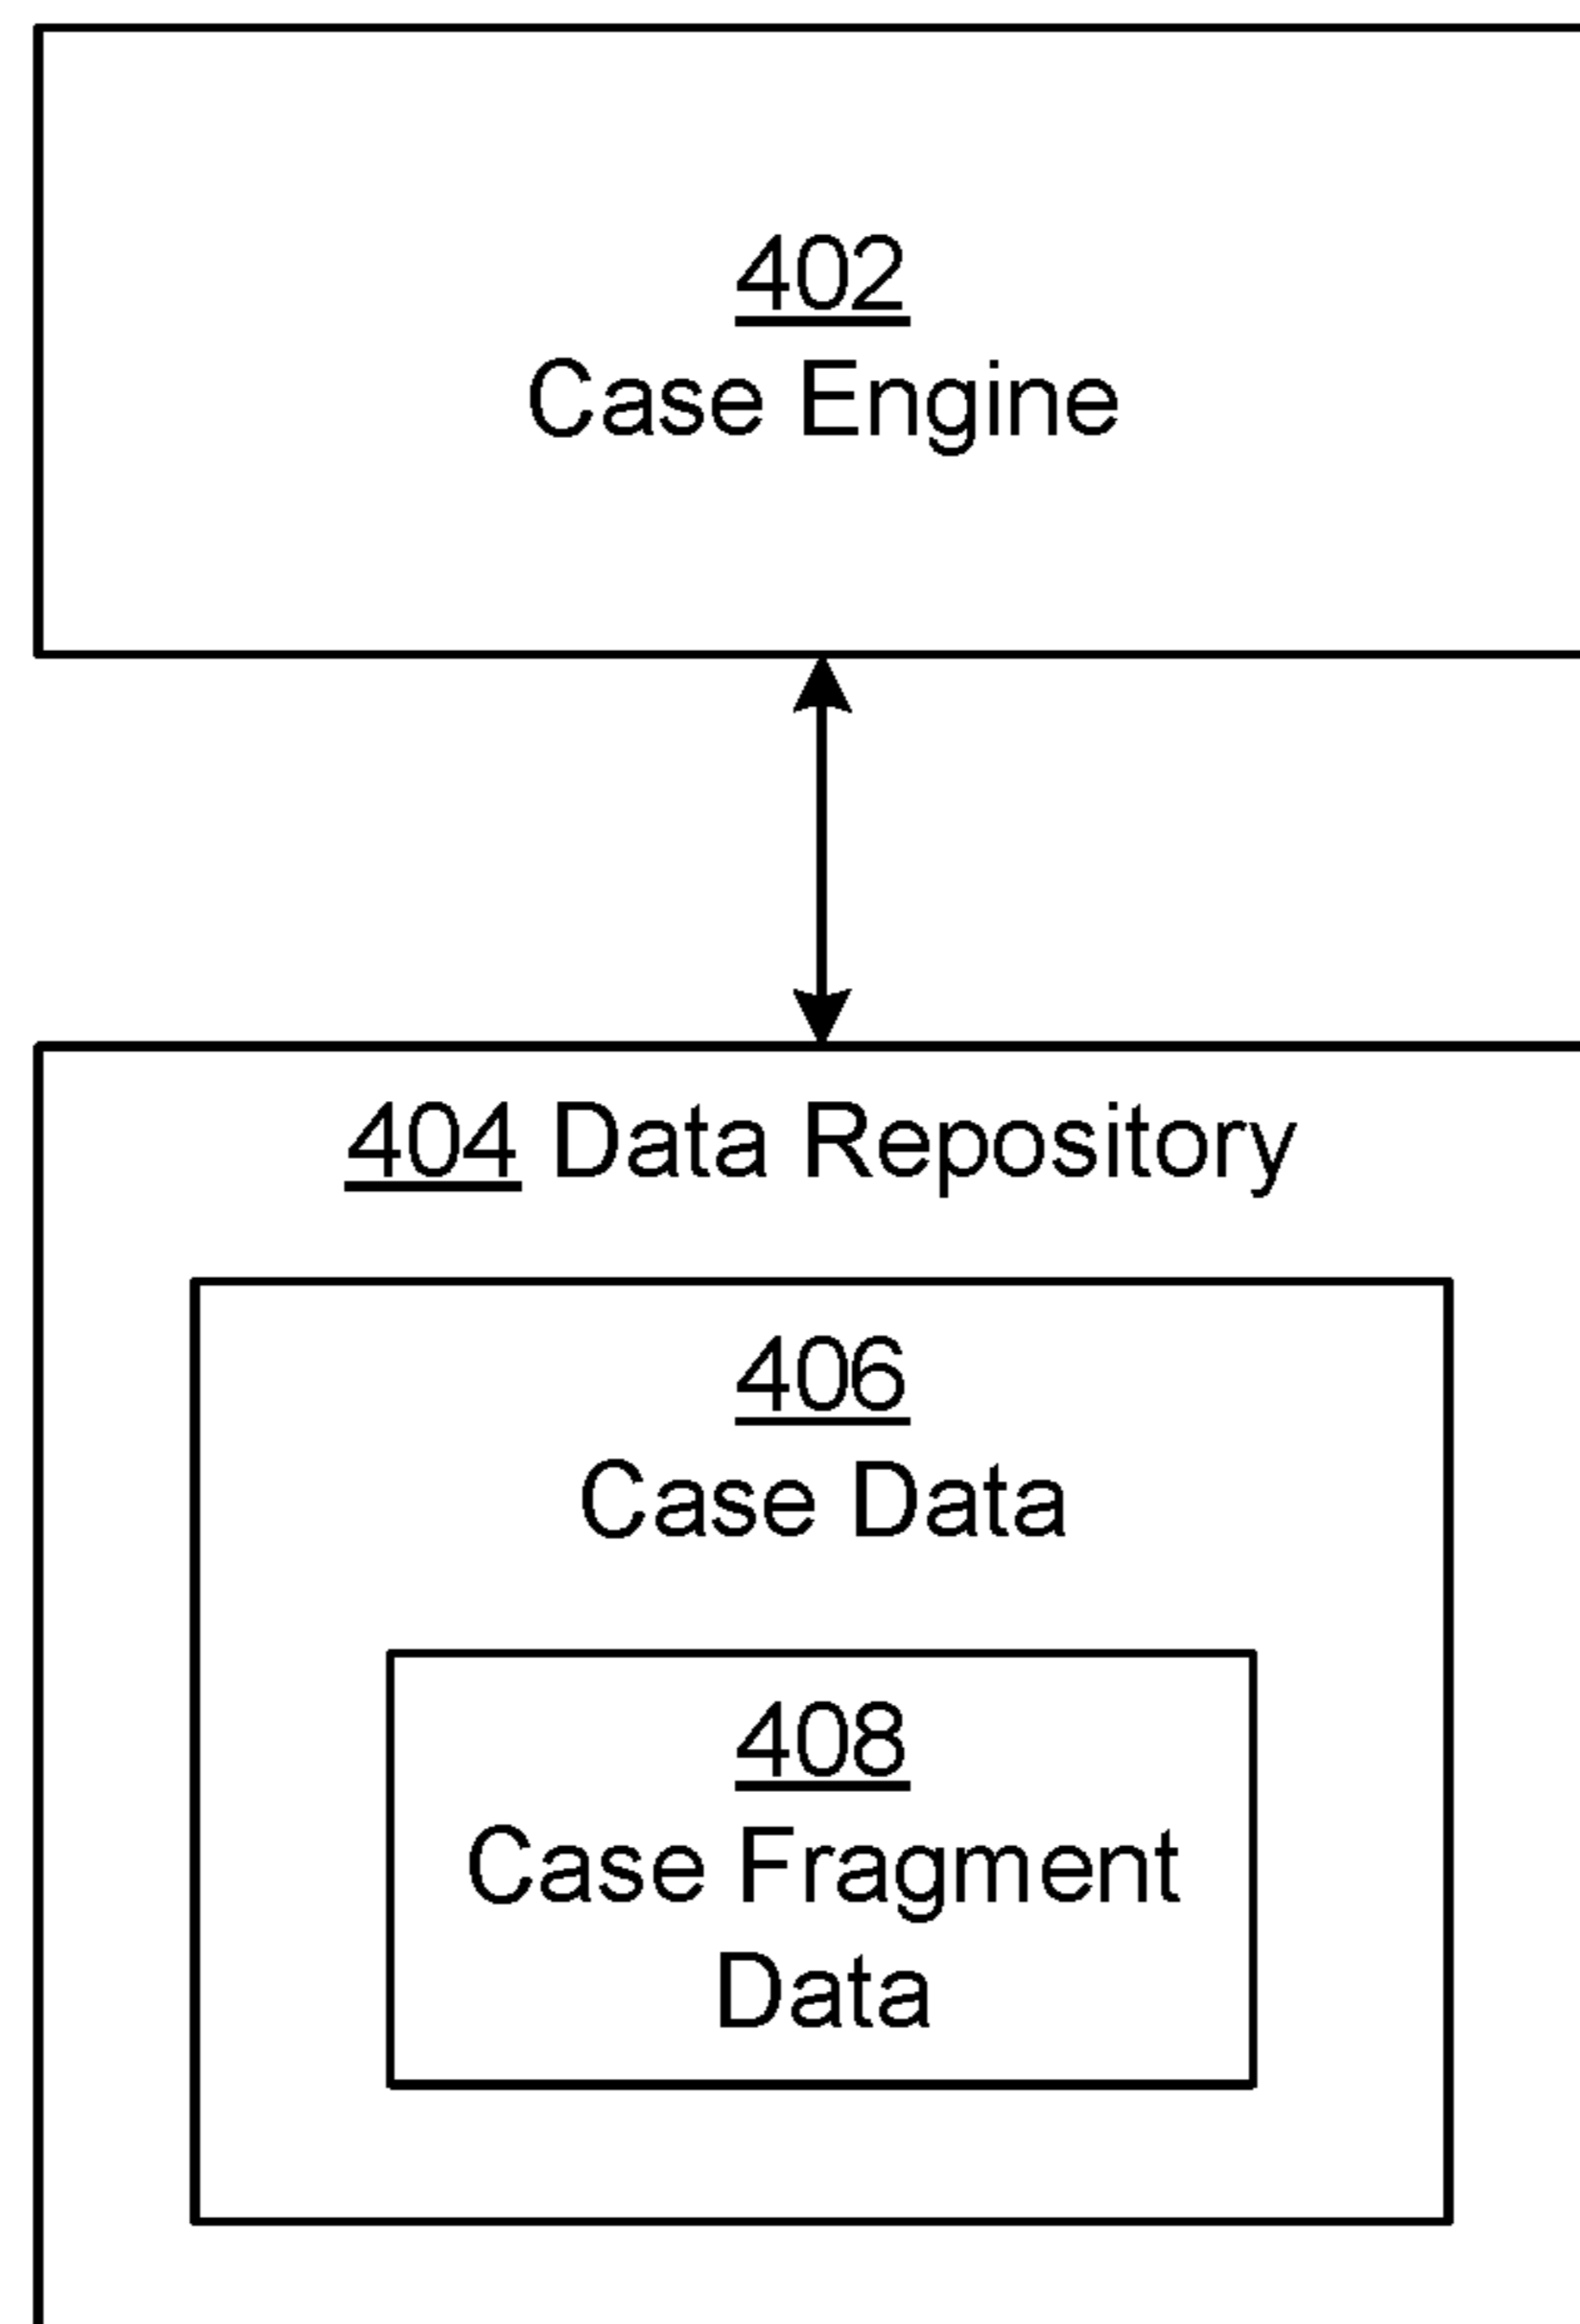 402
Case Engine
404 Data Repository
406
Case Data
408
Case Fragment
Data